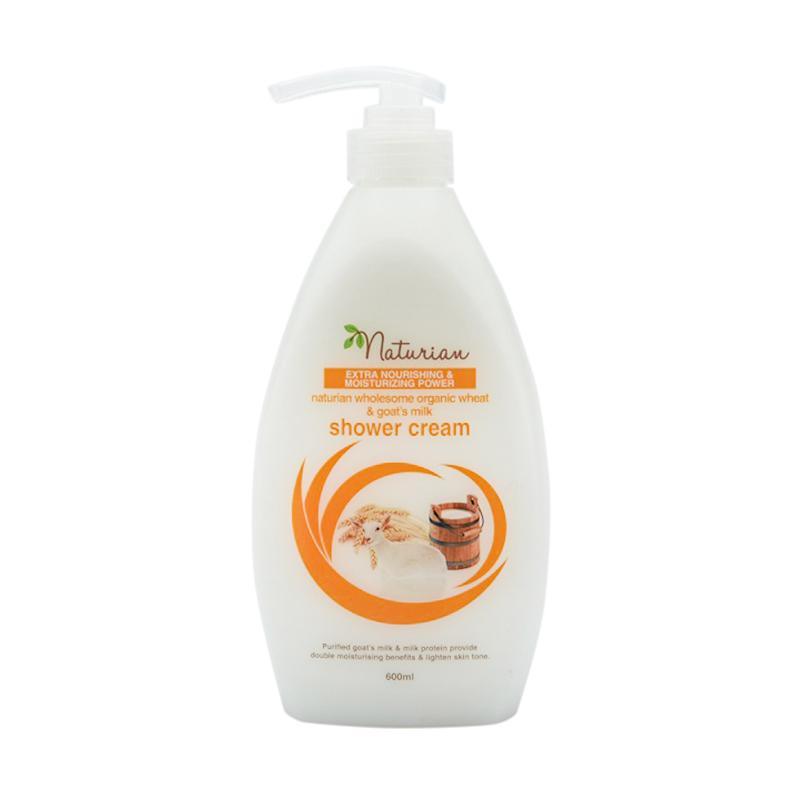 Naturian
EXTRA NOURISHING &
MOISTURIZING POWER
naturian wholesome organic wheat
& goat's milk
shower cream
Purified goat's milk & milk protein provide
double moisturising benefits & lighten skin tone.
600ml